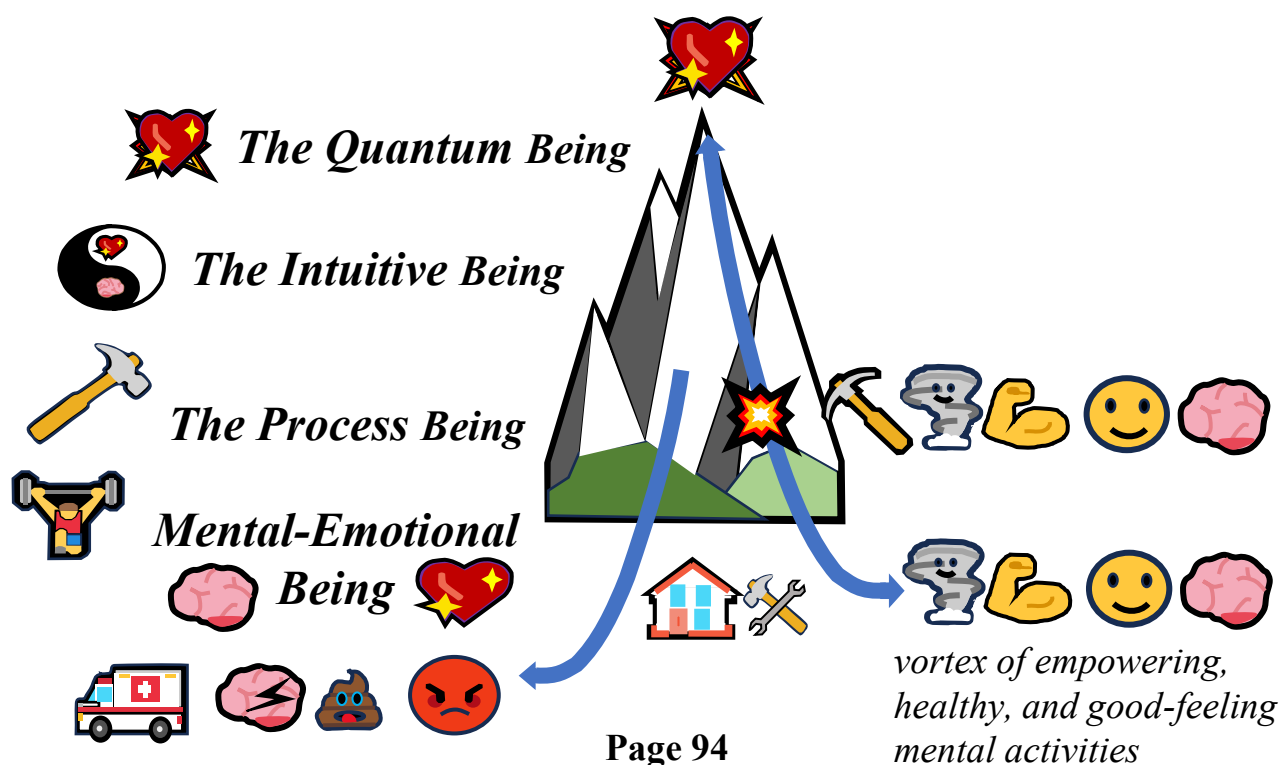 The Quantum Being
The Intuitive Being
The Process Being
Mental-Emotional
Being
vortex of empowering,
healthy, and good-feeling
mental activities
Page 94